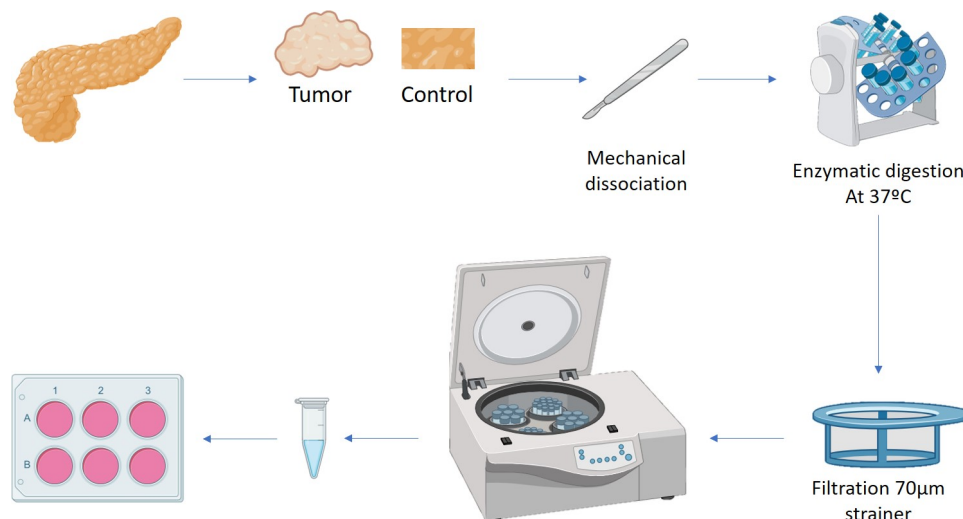 Tumor
Control
Mechanical
dissociation
Enzymatic digestion
At 37ºC
Filtration 70µm
strainer
1 2 3
A
B